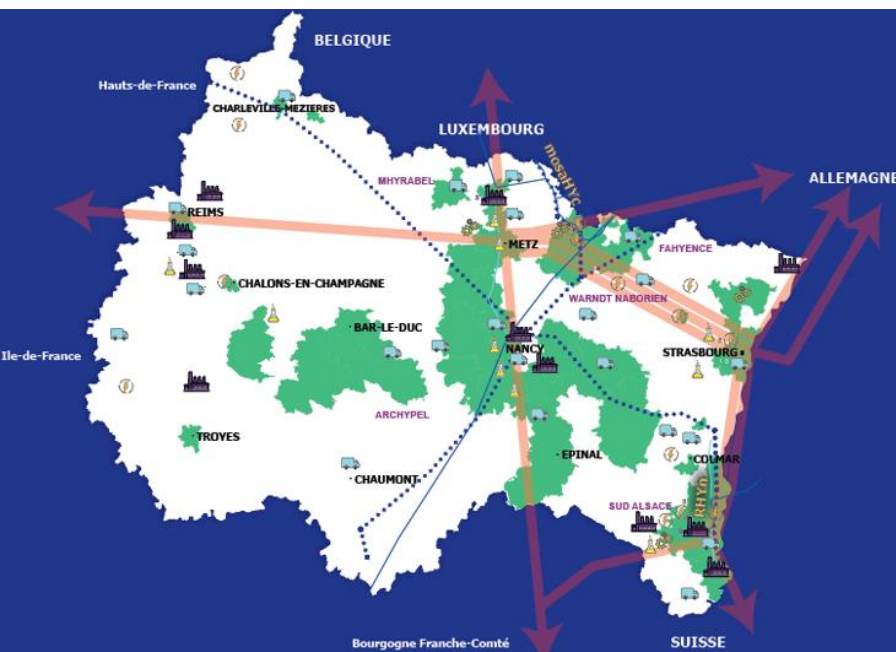 BELGIQUE
Hauts-de-France
CHARLEVILLE MEZIERES
LUXEMBOURG
mosaHYc
ALLEMAGNE
MHYRABEL
REIMS
METZ
FAHYENCE
CHALONS-EN-CHAMPAGNE
WARNDT NABORIEN
BAR-LE-DUC
Ile-de-France
NANCY
STRASBOURG
ARCHYPEL
TROYES
EPINAL
COLMAR
CHAUMONT
RHYn
SUD ALSACE
Bourgogne Franche-Comté
SUISSE